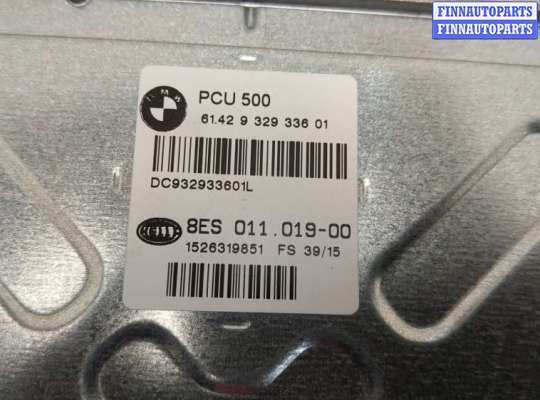 FINNAUTOPARTS
FINNAUTOPARTS
BMW
PCU 500
61.42 9 329 336 01
DC932933601L
HELLA
8ES 011.019-00
1526319851 FS 39/15